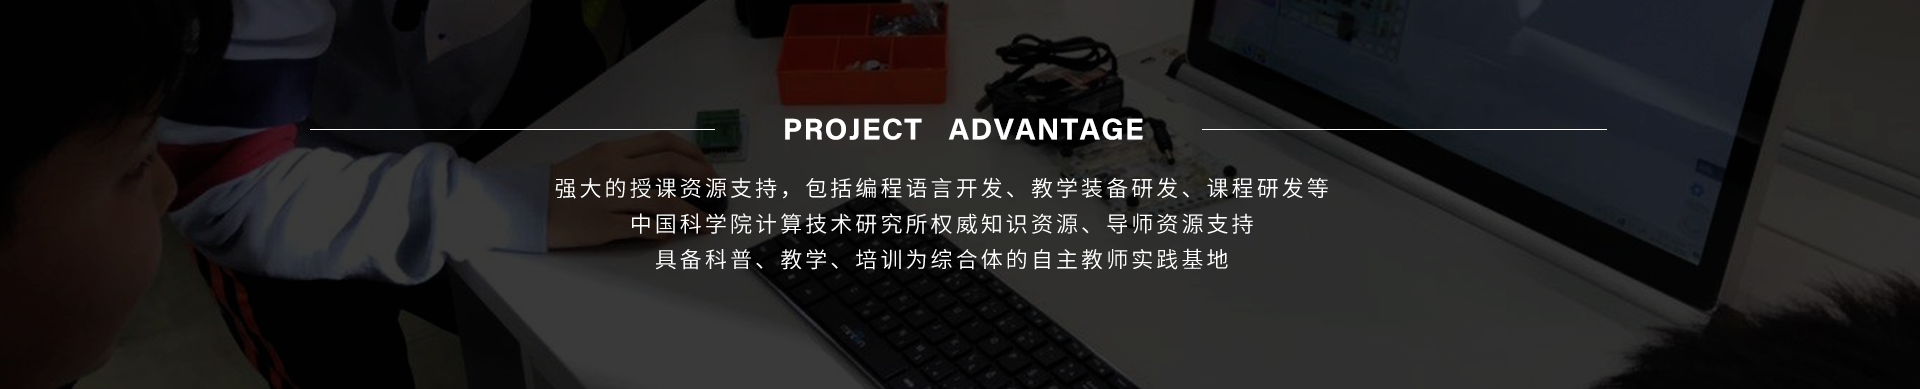 PROJECT ADVANTAGE
强大的授课资源支持，包括编程语言开发、教学装备研发、课程研发等
中国科学院计算技术研究所权威知识资源、导师资源支持
具备科普、教学、培训为综合体的自主教师实践基地